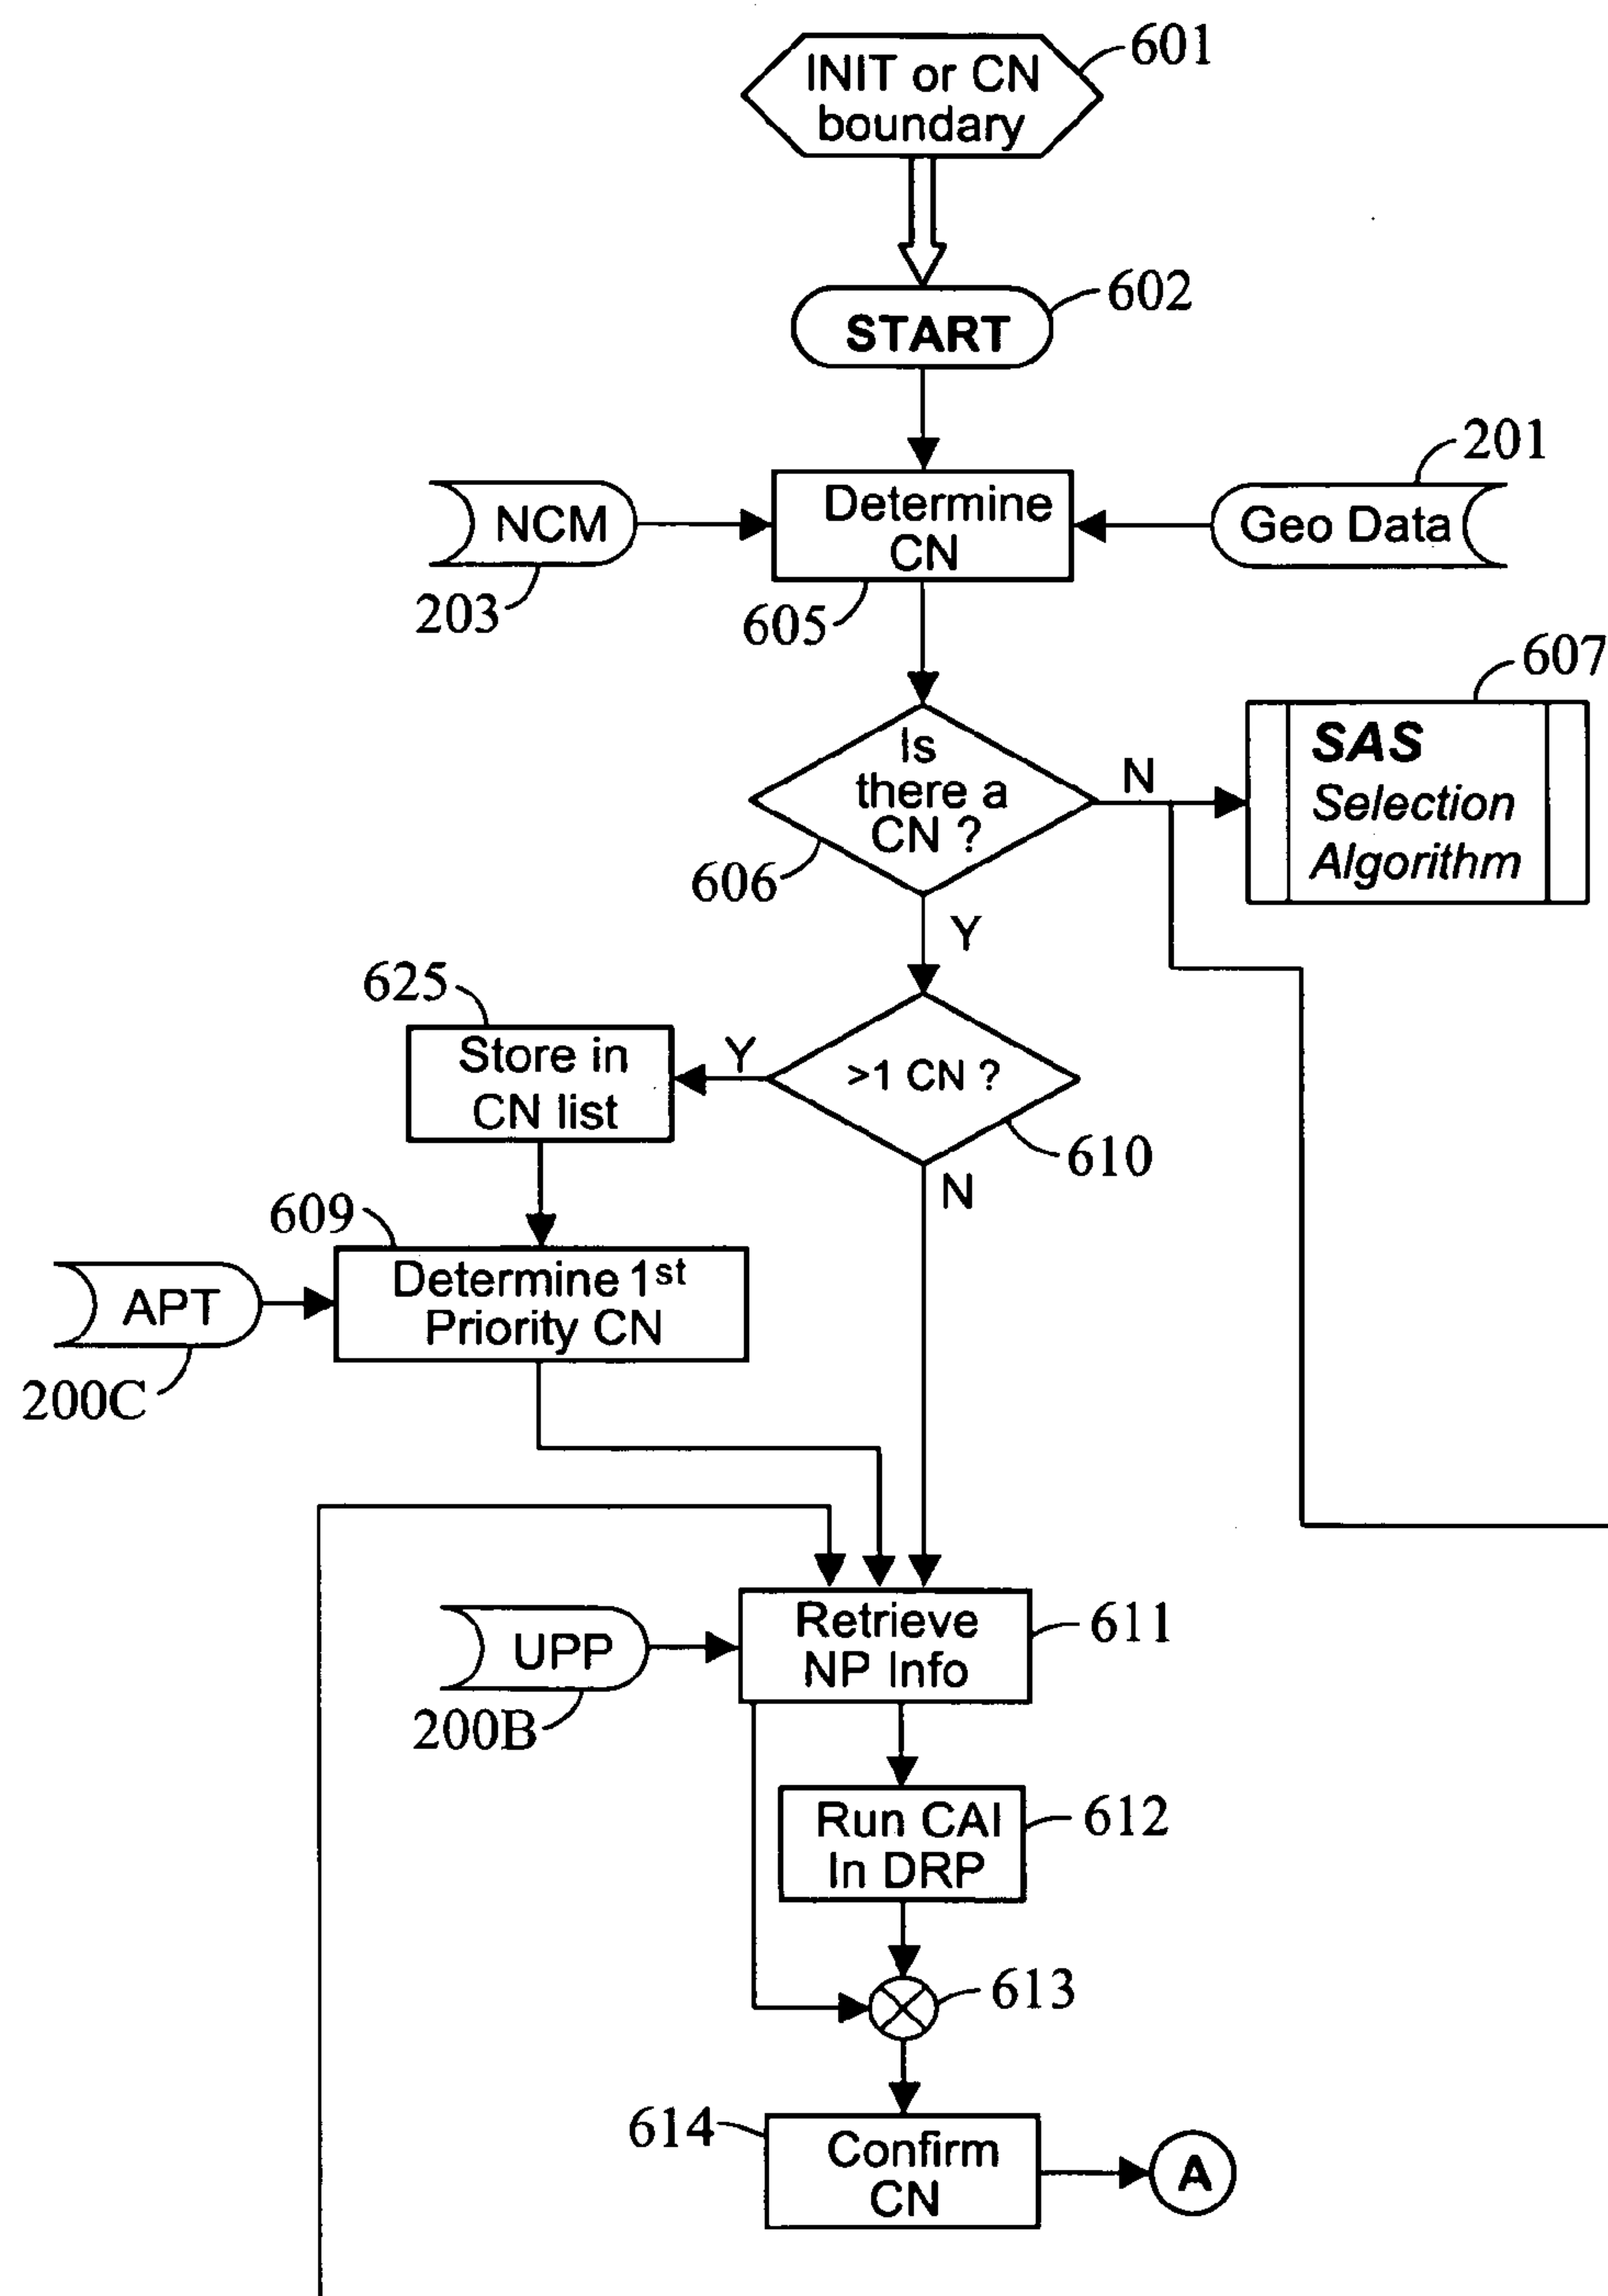 INIT or CN
boundary
601
START
602
NCM
203
Determine
CN
605
Geo Data
201
Is
there a
CN ?
606
N
SAS
Selection
Algorithm
607
Y
>1 CN ?
610
Y
N
Store in
CN list
625
Determine 1st
Priority CN
609
APT
200C
Retrieve
NP Info
611
UPP
200B
Run CAI
In DRP
612
613
Confirm
CN
614
A